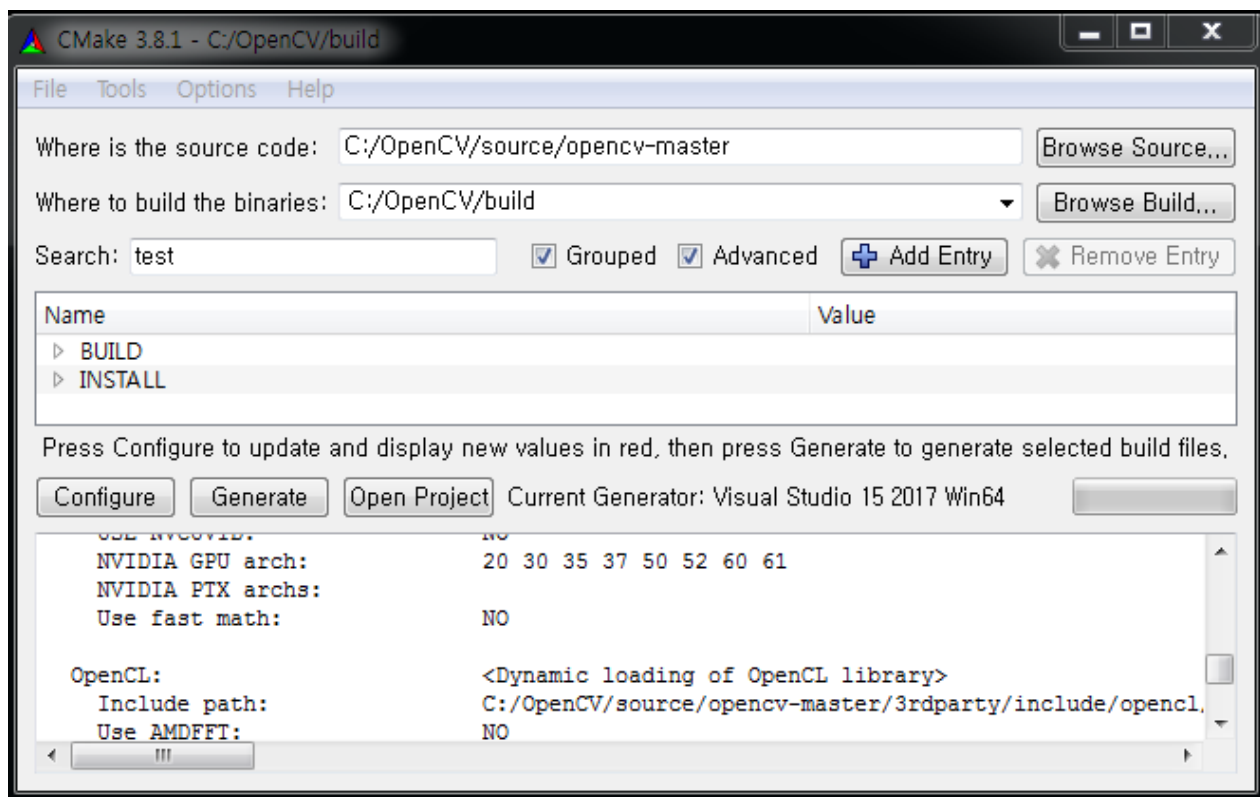 CMake 3.8.1 - C:/OpenCV/build
File Tools Options Help
Where is the source code: C:/OpenCV/source/opencv-master Browse Source...
Where to build the binaries: C:/OpenCV/build Browse Build...
Search: test Grouped Advanced Add Entry Remove Entry
Name Value
BUILD
INSTALL
Press Configure to update and display new values in red, then press Generate to generate selected build files.
Configure Generate Open Project Current Generator: Visual Studio 15 2017 Win64
USE NVCUVID: NO
NVIDIA GPU arch: 20 30 35 37 50 52 60 61
NVIDIA PTX archs:
Use fast math: NO
OpenCL: <Dynamic loading of OpenCL library>
Include path: C:/OpenCV/source/opencv-master/3rdparty/include/opencl,
Use AMDFFT: NO